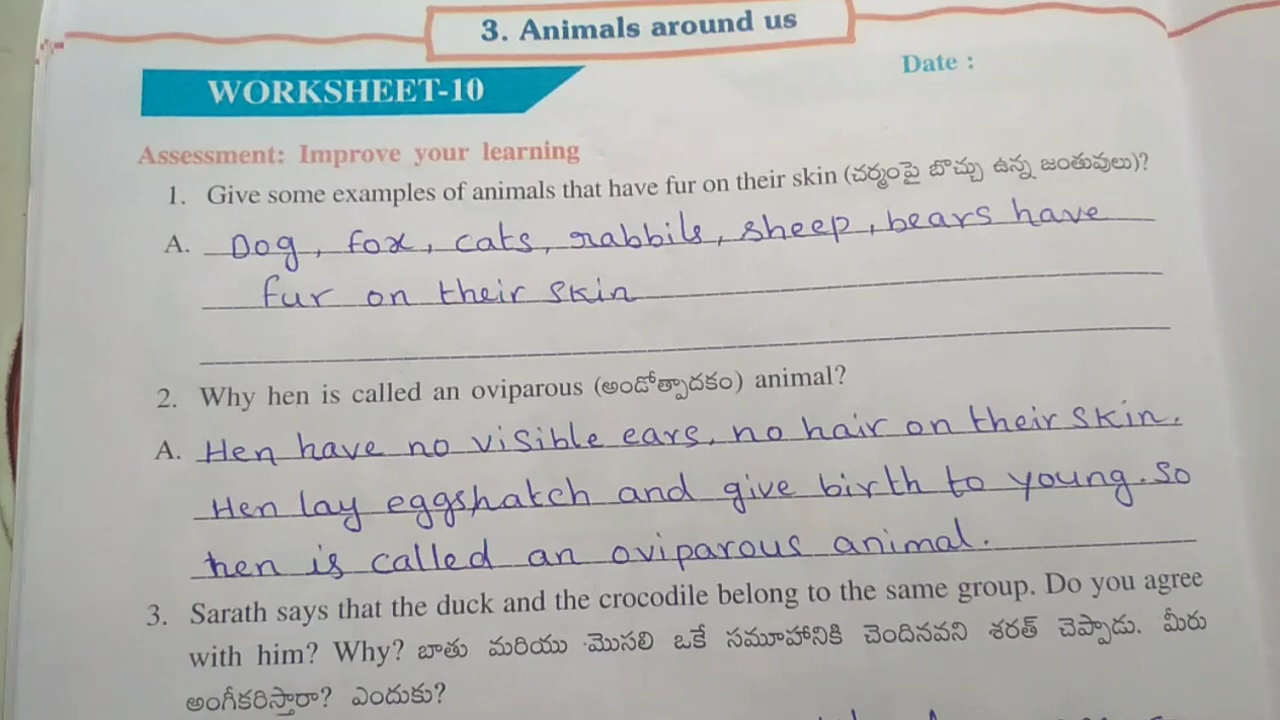 3. Animals around us
Date :
WORKSHEET-10
Assessment: Improve your learning
1. Give some examples of animals that have fur on their skin (చర్మంపై బొచ్చు ఉన్న జంతువులు)?
A. Dog, fox, cats, rabbits, sheep, bears have
fur on their skin
2. Why hen is called an oviparous (అండోత్పాదకం) animal?
A. Hen have no visible ears, no hair on their skin.
Hen lay eggshatch and give birth to young. So
hen is called an oviparous animal.
3. Sarath says that the duck and the crocodile belong to the same group. Do you agree
with him? Why? బాతు మరియు మొసలి ఒకే సమూహానికి చెందినవని శరత్ చెప్పాడు. మీరు
అంగీకరిస్తారా? ఎందుకు?